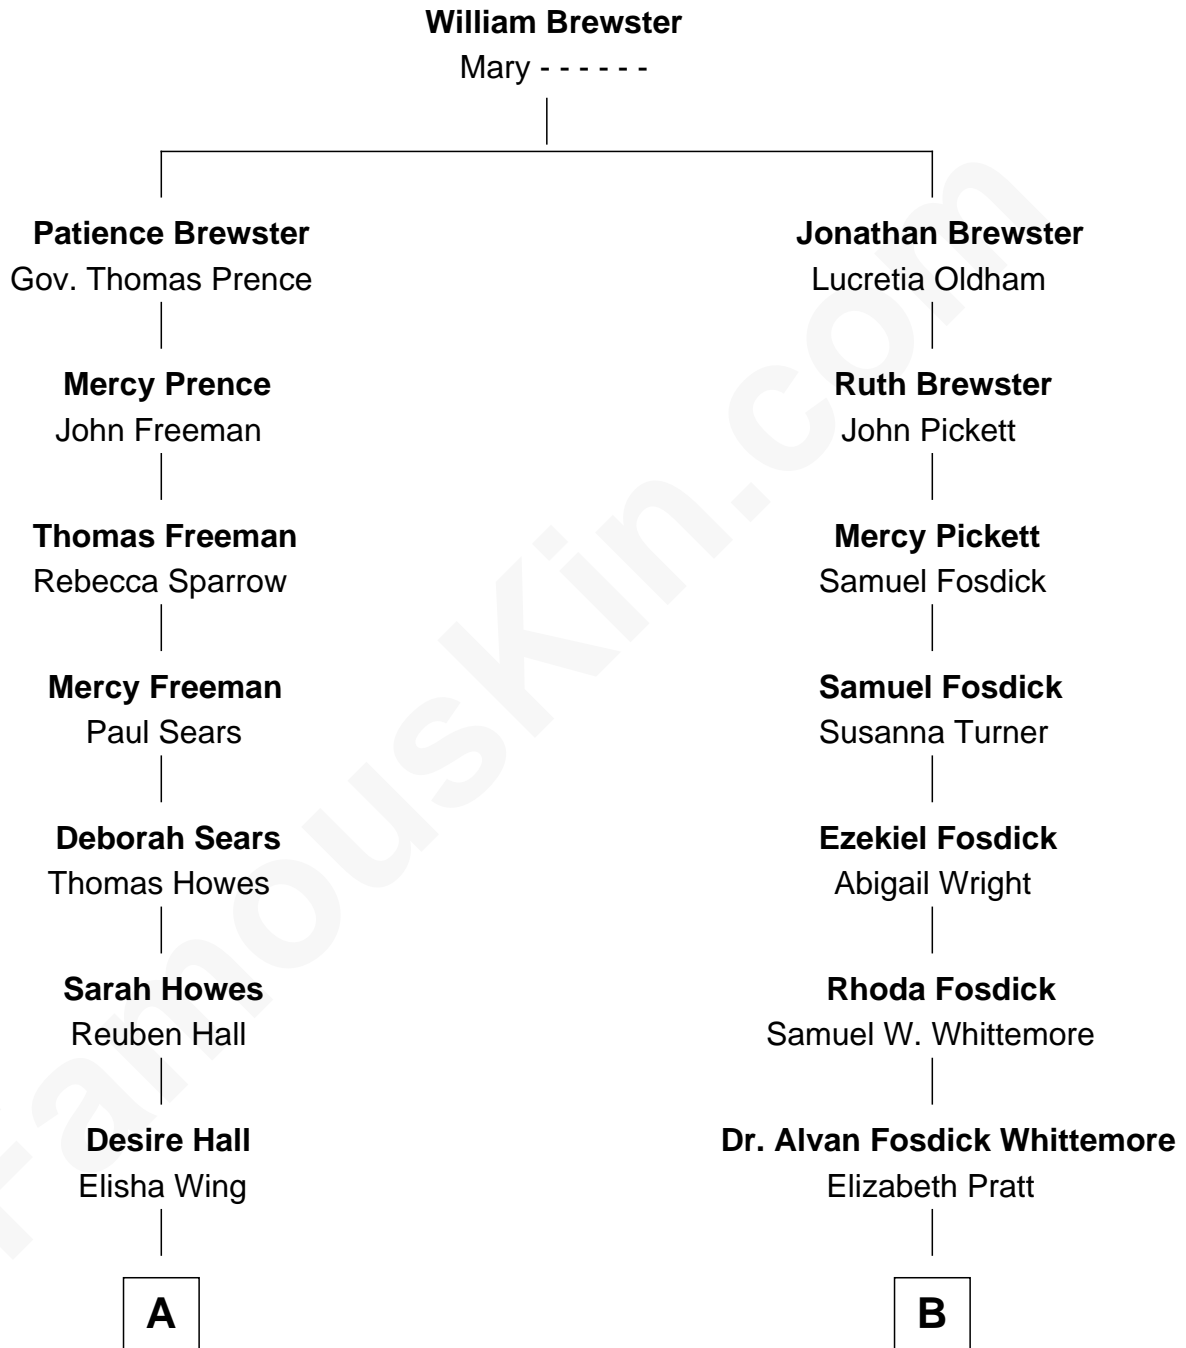 William Brewster
Mary - - - - - -
Patience Brewster
Gov. Thomas Prence
Jonathan Brewster
Lucretia Oldham
Mercy Prence
John Freeman
Ruth Brewster
John Pickett
Thomas Freeman
Rebecca Sparrow
Mercy Pickett
Samuel Fosdick
Mercy Freeman
Paul Sears
Samuel Fosdick
Susanna Turner
Deborah Sears
Thomas Howes
Ezekiel Fosdick
Abigail Wright
Sarah Howes
Reuben Hall
Rhoda Fosdick
Samuel W. Whittemore
Desire Hall
Elisha Wing
Dr. Alvan Fosdick Whittemore
Elizabeth Pratt
A
B
FamousKin.com